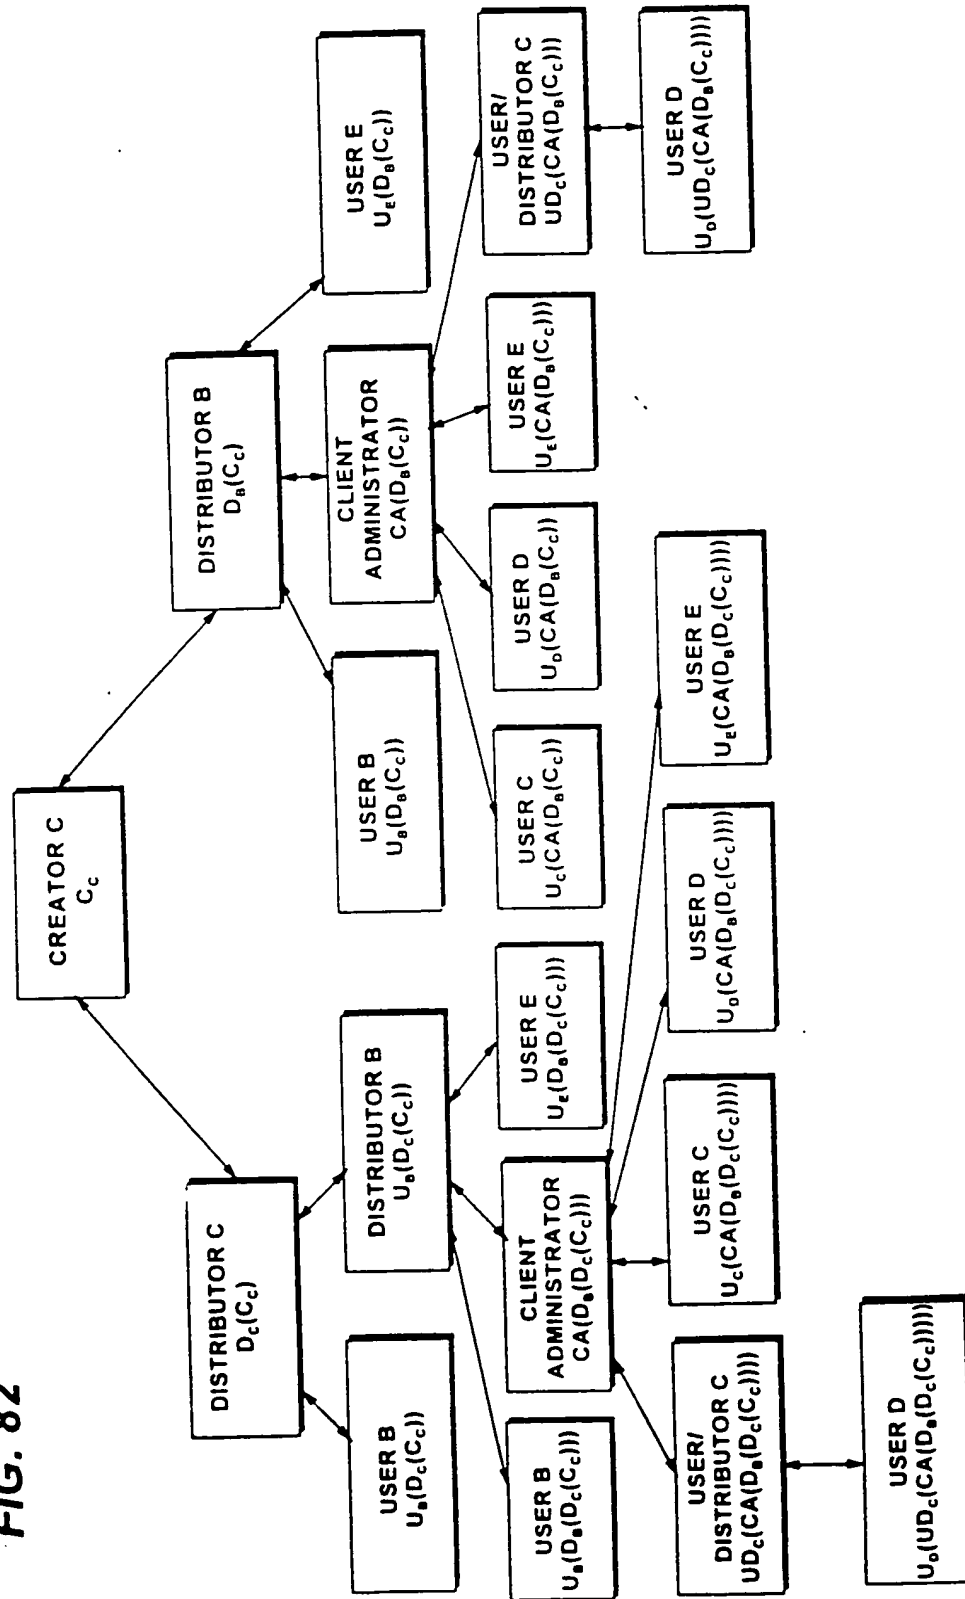 FIG. 82
CREATOR C
C_C
DISTRIBUTOR C
D_C(C_C)
DISTRIBUTOR B
D_B(C_C)
USER B
U_B(D_C(C_C))
DISTRIBUTOR B
U_B(D_C(C_C))
USER B
U_B(D_B(C_C))
CLIENT
ADMINISTRATOR
CA(D_B(C_C))
USER E
U_E(D_B(C_C))
USER B
U_B(D_B(D_C(C_C)))
CLIENT
ADMINISTRATOR
CA(D_B(D_C(C_C)))
USER E
U_E(D_B(D_C(C_C)))
USER C
U_C(CA(D_B(C_C))
USER D
U_D(CA(D_B(C_C))
USER E
U_E(CA(D_B(C_C))))
USER/
DISTRIBUTOR C
UD_C(CA(D_B(C_C)))
USER/
DISTRIBUTOR C
UD_C(CA(D_B(D_C(C_C))))
USER C
U_C(CA(D_B(D_C(C_C))))
USER D
U_D(CA(D_B(D_C(C_C))))
USER E
U_E(CA(D_B(D_C(C_C))))
USER D
U_D(UD_C(CA(D_B(C_C))))
USER D
U_D(UD_C(CA(D_B(D_C(C_C)))))